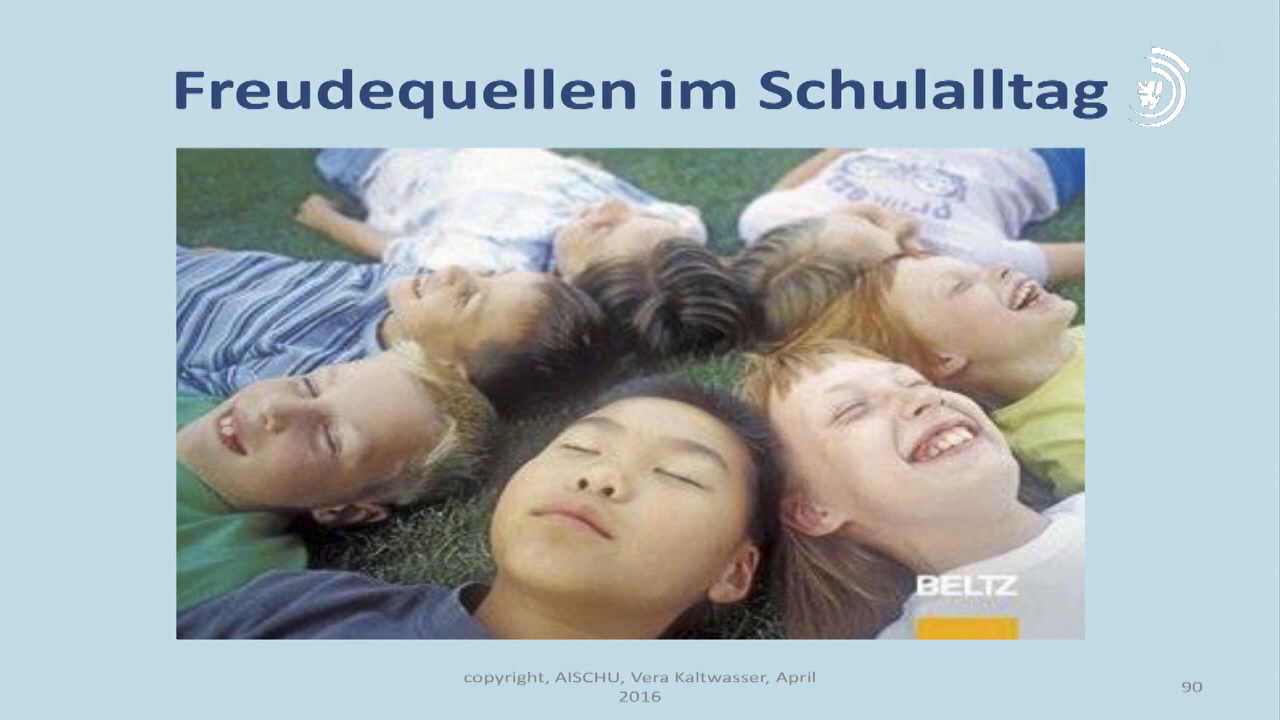 Freudequellen im Schulalltag
BELTZ
copyright, AISCHU, Vera Kaltwasser, April
2016
90